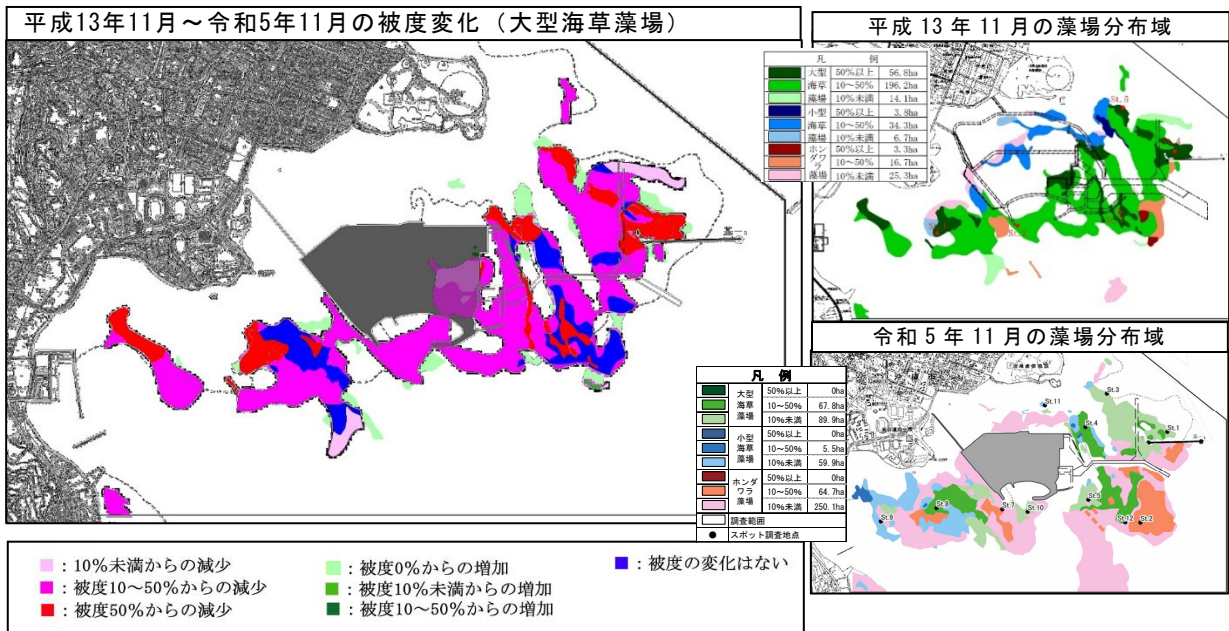 平成13年11月～令和5年11月の被度変化（大型海草藻場）
：10%未満からの減少
：被度10～50%からの減少
：被度50%からの減少
：被度0%からの増加
：被度10%未満からの増加
：被度10～50%からの増加
：被度の変化はない
平成 13 年 11 月の藻場分布域
凡 例
大型海草藻場 50%以上 56.8ha
10～50% 196.2ha
10%未満 14.1ha
小型海草藻場 50%以上 3.8ha
10～50% 34.3ha
10%未満 6.7ha
ホンダワラ藻場 50%以上 3.3ha
10～50% 16.7ha
10%未満 25.3ha
St.5
令和 5 年 11 月の藻場分布域
凡 例
大型海草藻場 50%以上 0ha
10～50% 67.8ha
10%未満 89.9ha
小型海草藻場 50%以上 0ha
10～50% 5.5ha
10%未満 59.9ha
ホンダワラ藻場 50%以上 0ha
10～50% 64.7ha
10%未満 250.1ha
調査範囲
スポット調査地点
St.3
St.11
St.4
St.1
St.5
St.8
St.7
St.10
St.9
St.12
St.2